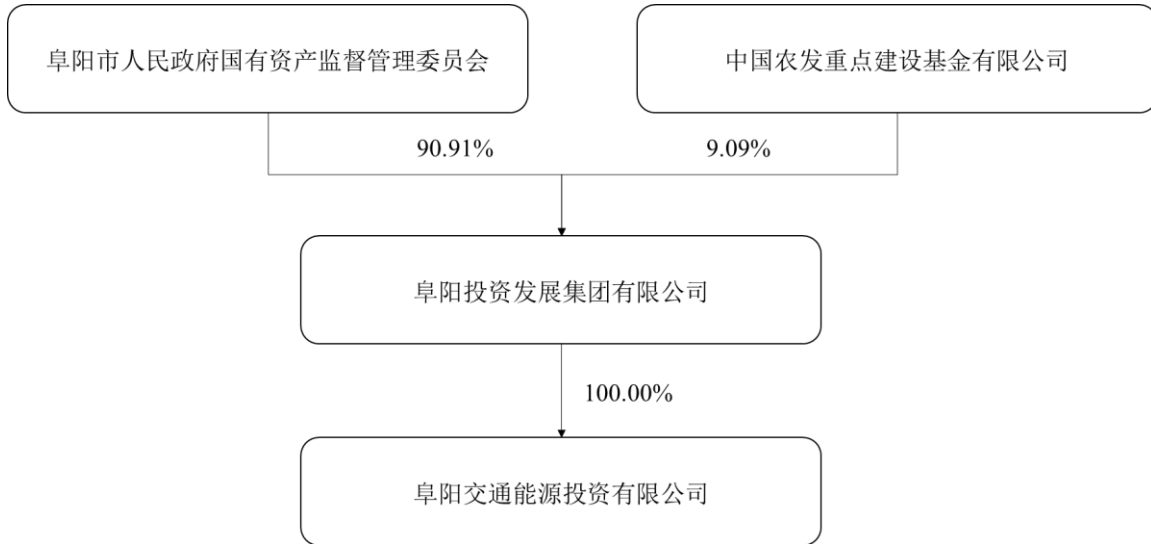 阜阳市人民政府国有资产监督管理委员会
中国农发重点建设基金有限公司
90.91%
9.09%
阜阳投资发展集团有限公司
100.00%
阜阳交通能源投资有限公司